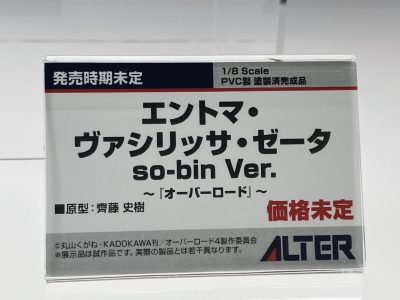 発売時期未定
1/8 Scale
PVC製 塗装済完成品
エントマ・
ヴァシリッサ・ゼータ
so-bin Ver.
～『オーバーロード』～
■原型：齊藤 史樹
価格未定
©丸山くがね・KADOKAWA刊／オーバーロード4製作委員会
※展示品は試作品です。実際の製品とは若干異なります。
ALTER